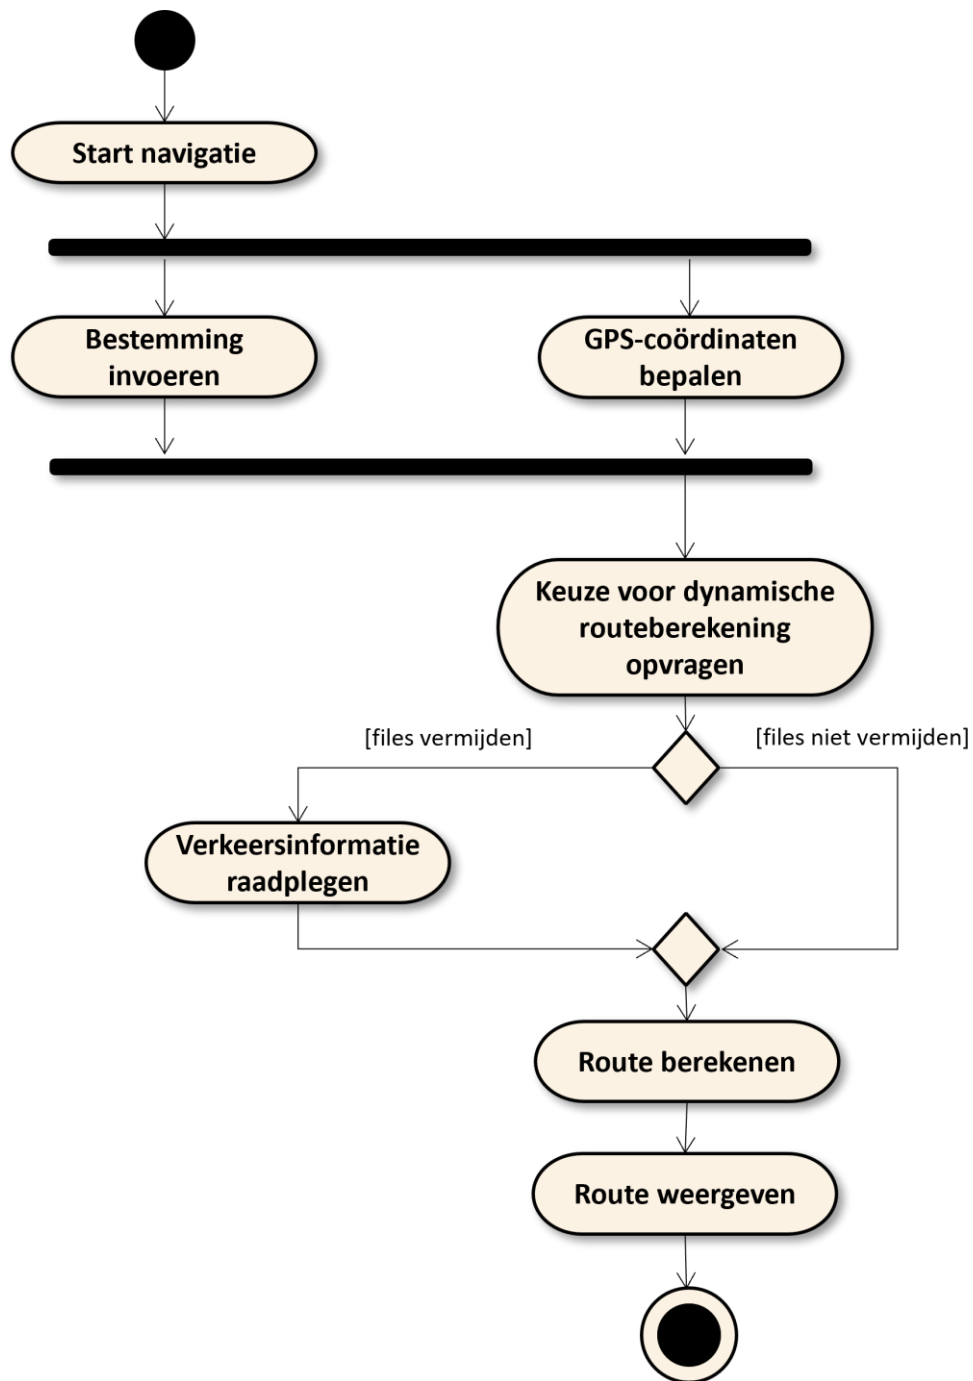 Start navigatie
Bestemming
invoeren
GPS-coördinaten
bepalen
Keuze voor dynamische
routeberekening
opvragen
[files vermijden]
[files niet vermijden]
Verkeersinformatie
raadplegen
Route berekenen
Route weergeven